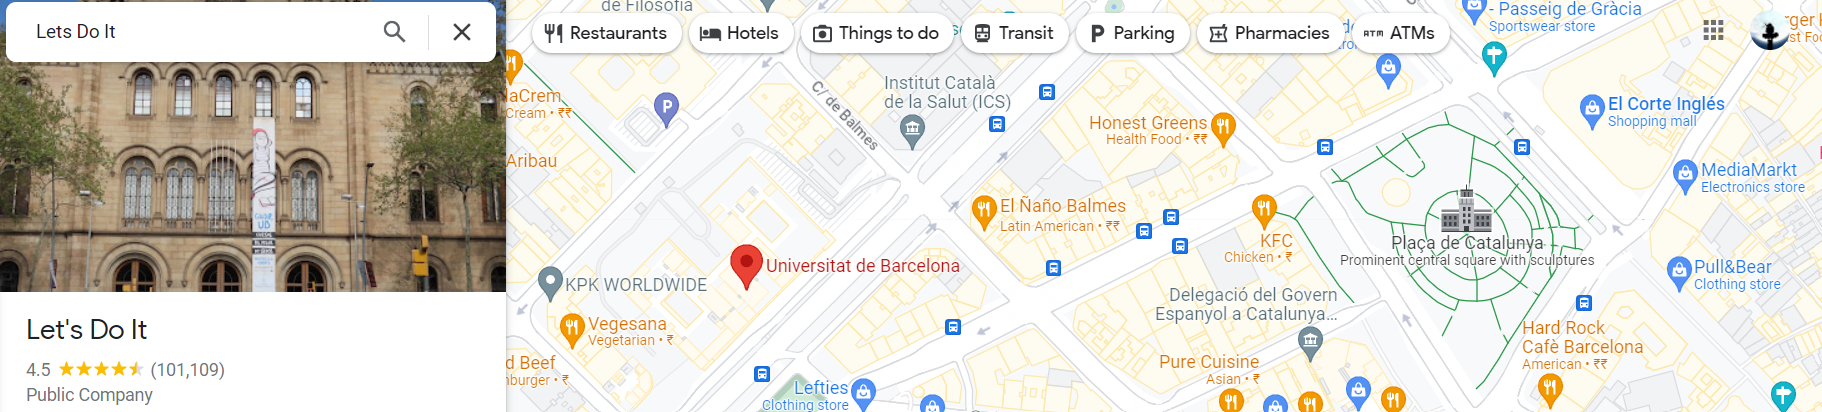 Lets Do It
Let's Do It
4.5 (101,109)
Public Company
Restaurants
Hotels
Things to do
Transit
Parking
Pharmacies
ATM ATMs
de Filosofia
- Passeig de Gràcia
Sportswear store
laCrem
Cream • ₹₹
Aribau
P
C/ de Balmes
Institut Català
de la Salut (ICS)
Honest Greens
Health Food • ₹₹
El Corte Inglés
Shopping mall
MediaMarkt
Electronics store
El Ñaño Balmes
Latin American • ₹₹
KFC
Chicken • ₹
Plaça de Catalunya
Prominent central square with sculptures
Universitat de Barcelona
KPK WORLDWIDE
Pull&Bear
Clothing store
Delegació del Govern
Espanyol a Catalunya...
Vegesana
Vegetarian • ₹
Hard Rock
Cafè Barcelona
American • ₹₹
d Beef
nburger • ₹
Pure Cuisine
Asian • ₹
Lefties
Clothing store